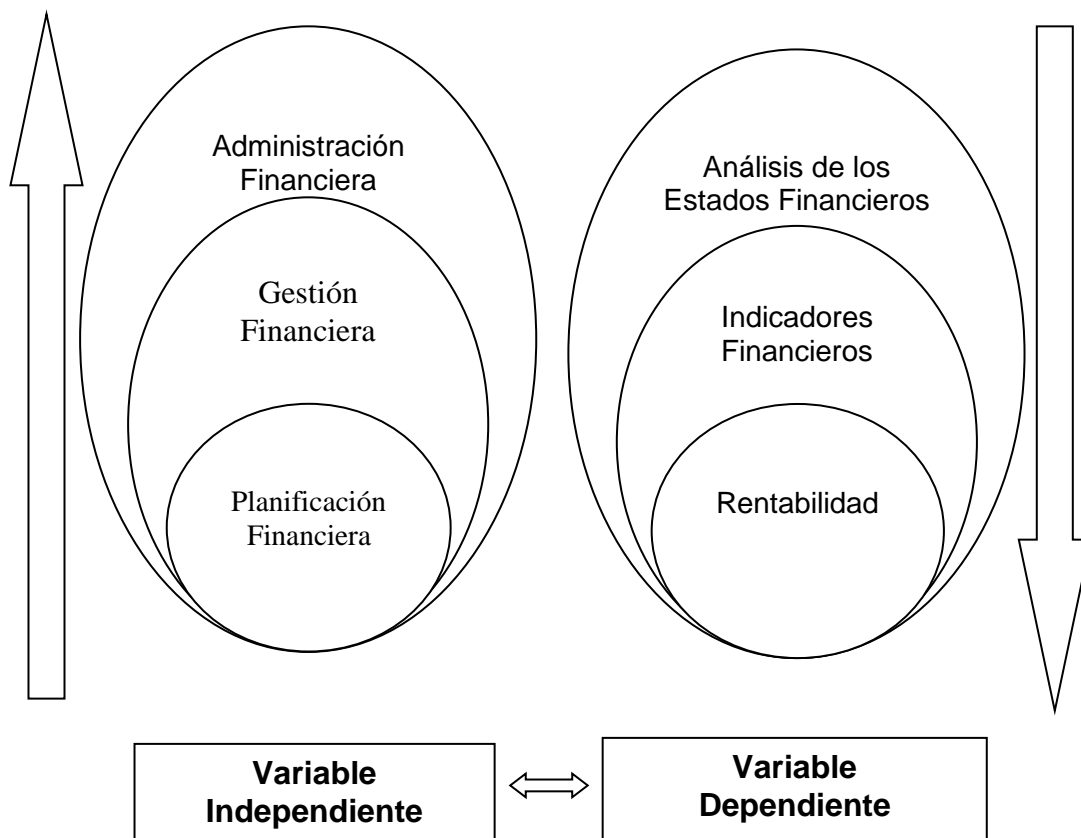 Administración
Financiera
Gestión
Financiera
Planificación
Financiera
Análisis de los
Estados Financieros
Indicadores
Financieros
Rentabilidad
Variable
Independiente
Variable
Dependiente